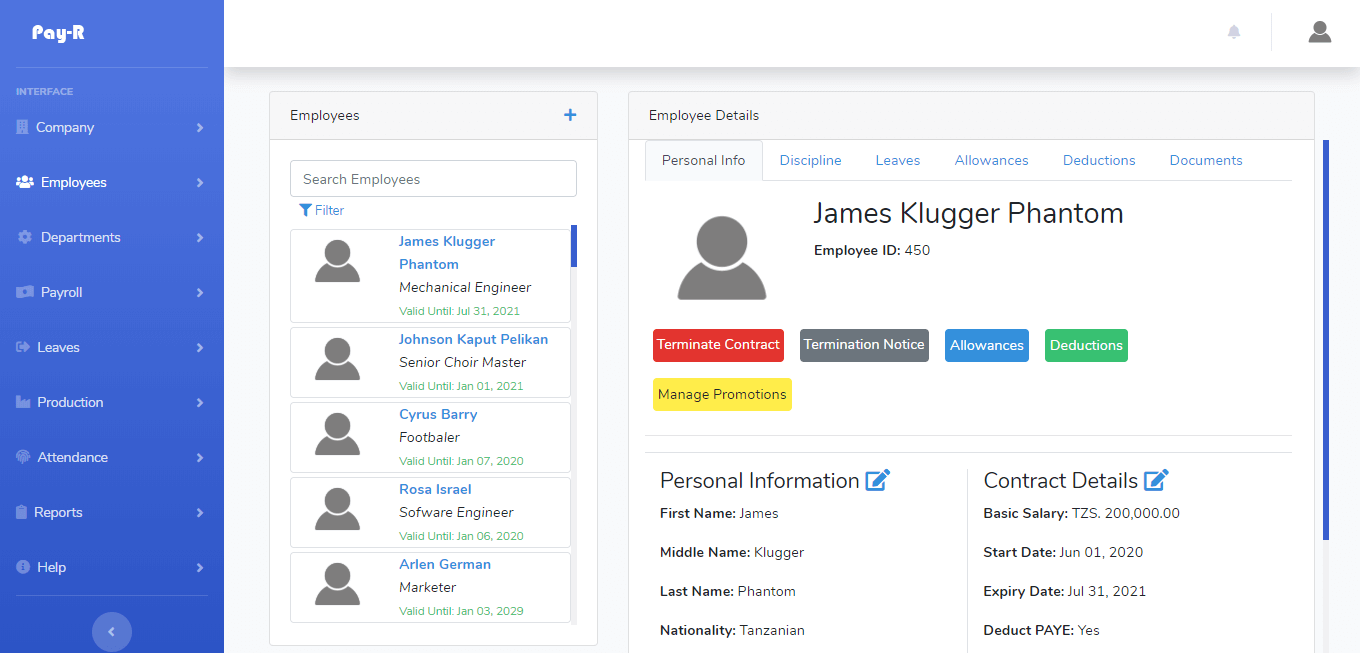 Pay-R
INTERFACE
Company
Employees
Departments
Payroll
Leaves
Production
Attendance
Reports
Help
Employees
Search Employees
Filter
James Klugger
Phantom
Mechanical Engineer
Valid Until: Jul 31, 2021
Johnson Kaput Pelikan
Senior Choir Master
Valid Until: Jan 01, 2021
Cyrus Barry
Footbaler
Valid Until: Jan 07, 2020
Rosa Israel
Sofware Engineer
Valid Until: Jan 06, 2020
Arlen German
Marketer
Valid Until: Jan 03, 2029
Employee Details
Personal Info Discipline Leaves Allowances Deductions Documents
James Klugger Phantom
Employee ID: 450
Terminate Contract Termination Notice Allowances Deductions
Manage Promotions
Personal Information
First Name: James
Middle Name: Klugger
Last Name: Phantom
Nationality: Tanzanian
Contract Details
Basic Salary: TZS. 200,000.00
Start Date: Jun 01, 2020
Expiry Date: Jul 31, 2021
Deduct PAYE: Yes